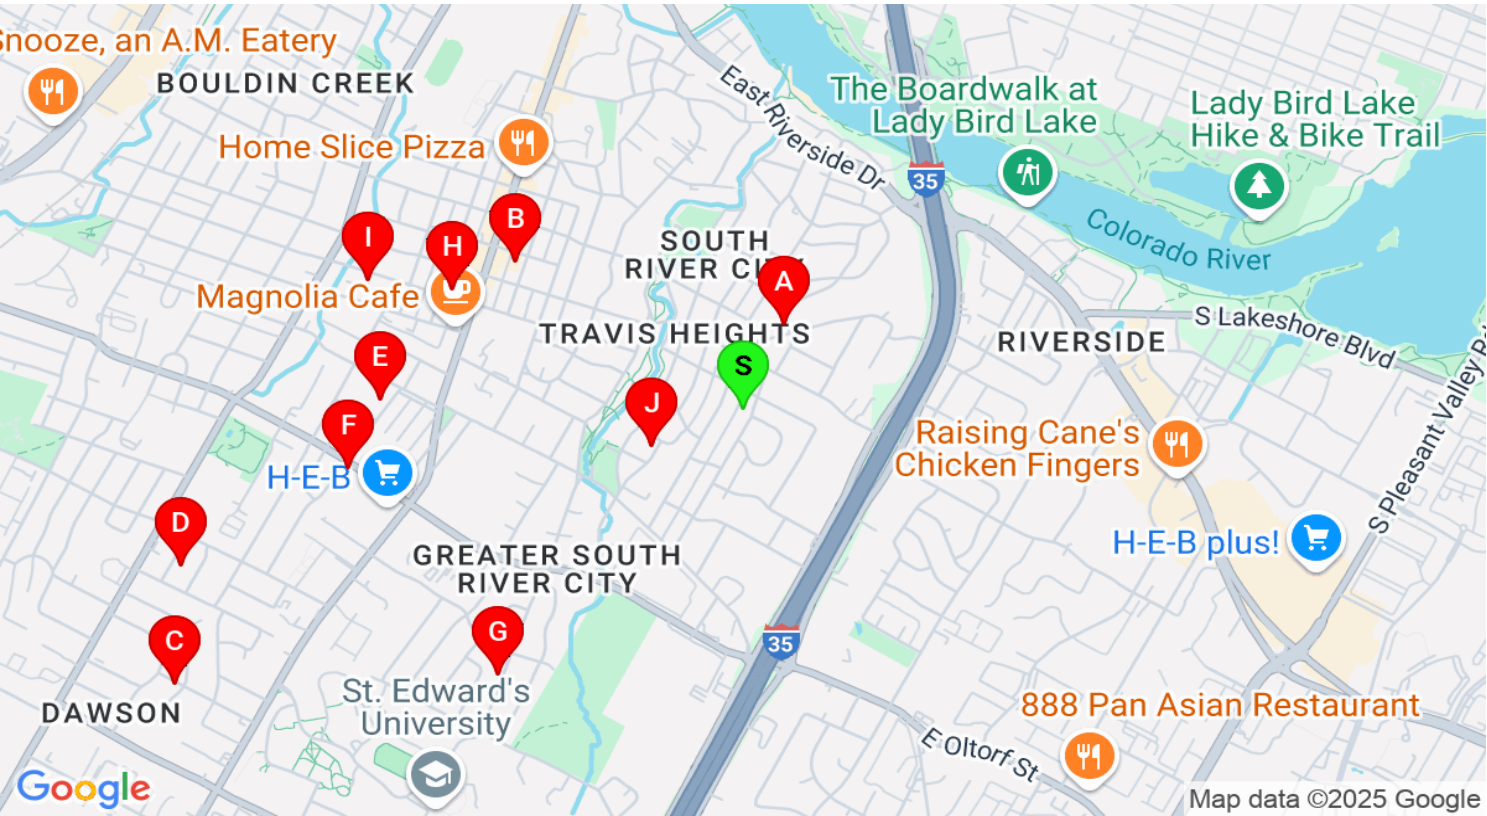 Snooze, an A.M. Eatery
BOULDIN CREEK
Home Slice Pizza
East Riverside Dr
The Boardwalk at
Lady Bird Lake
Lady Bird Lake
Hike & Bike Trail
35
B
I
H
Magnolia Cafe
SOUTH
RIVER CITY
A
Colorado River
TRAVIS HEIGHTS
S Lakeshore Blvd
RIVERSIDE
E
S
J
F
H-E-B
Raising Cane's
Chicken Fingers
S Pleasant Valley Rd
D
H-E-B plus!
GREATER SOUTH
RIVER CITY
C
G
35
St. Edward's
University
DAWSON
888 Pan Asian Restaurant
E Oltorf St
Google
Map data ©2025 Google